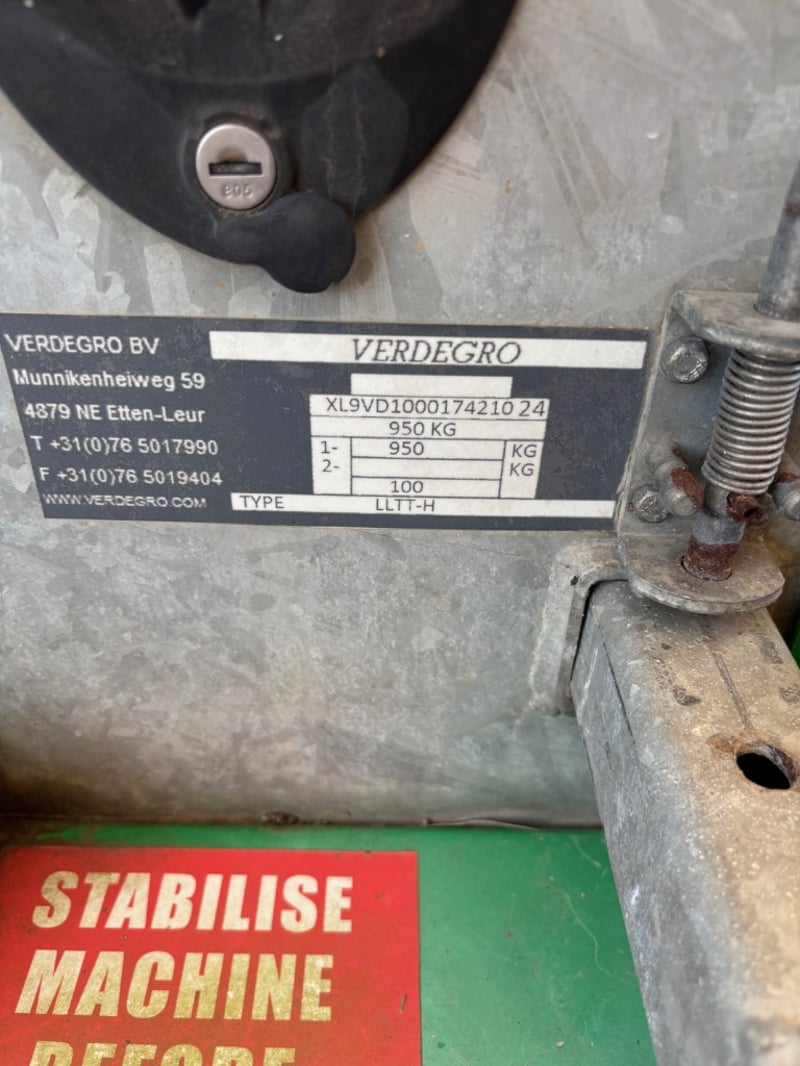 805
VERDEGRO BV
Munnikenheiweg 59
4879 NE Etten-Leur
T +31(0)76 5017990
F +31(0)76 5019404
WWW.VERDEGRO.COM
VERDEGRO
XL9VD1000174210 24
950 KG
1- 950 KG
2- KG
100
TYPE LLTT-H
STABILISE
MACHINE
BEFORE